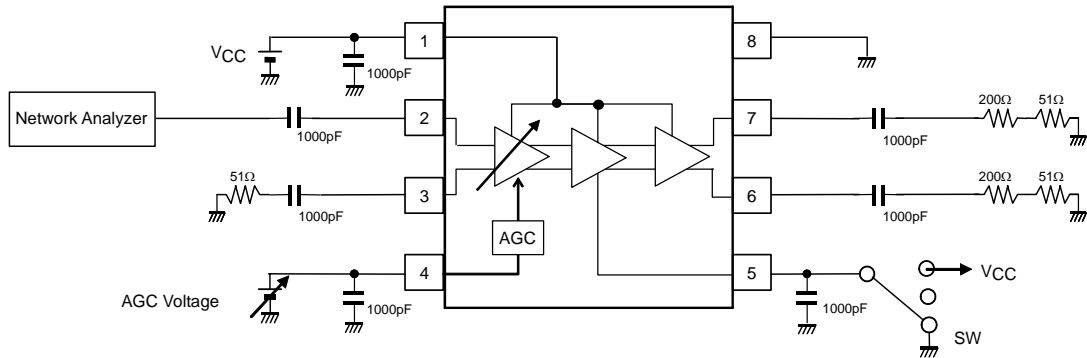 1
8
VCC
1000pF
Network Analyzer
1000pF
2
7
1000pF
200Ω
51Ω
51Ω
1000pF
3
6
1000pF
200Ω
51Ω
AGC
AGC Voltage
1000pF
4
5
1000pF
VCC
SW